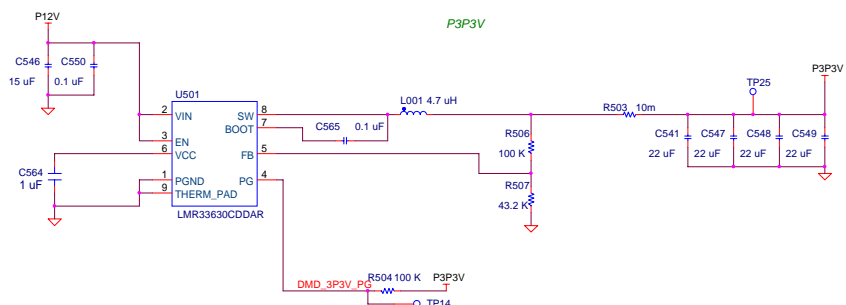 P3P3V
P12V
C546
C550
15 uF
0.1 uF
U501
2
VIN
SW
8
BOOT
7
3
EN
6
VCC
FB
5
1
PGND
PG
4
9
THERM_PAD
LMR33630CDDAR
C564
1 uF
C565
0.1 uF
L001 4.7 uH
R506
100 K
R507
43.2 K
R503
10m
TP25
P3P3V
C541
C547
C548
C549
22 uF
22 uF
22 uF
22 uF
DMD_3P3V_PG
R504 100 K
P3P3V
TP14